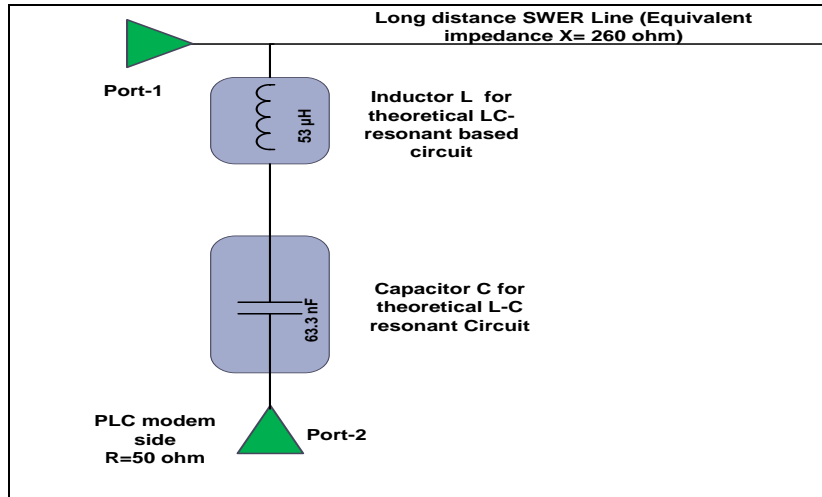 Long distance SWER Line (Equivalent
impedance X= 260 ohm)
Port-1
53 µH
Inductor L for
theoretical LC-
resonant based
circuit
63.3 nF
Capacitor C for
theoretical L-C
resonant Circuit
PLC modem
side
R=50 ohm
Port-2